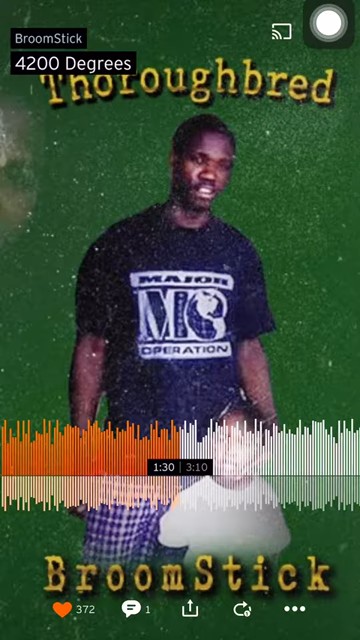 BroomStick
4200 Degrees
Thoroughbred
MAJOR
MO
OPERATION
1:30 | 3:10
BroomStick
372
1